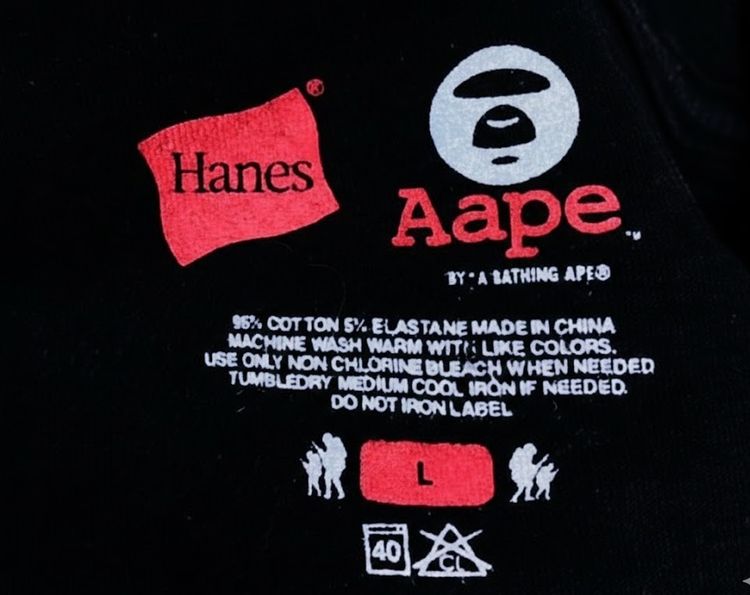 Hanes®
Aape
BY *A BATHING APE®
95% COTTON 5% ELASTANE MADE IN CHINA
MACHINE WASH WARM WITH LIKE COLORS.
USE ONLY NON CHLORINE BLEACH WHEN NEEDED
TUMBLEDRY MEDIUM COOL IRON IF NEEDED.
DO NOT IRON LABEL
L
40
CL